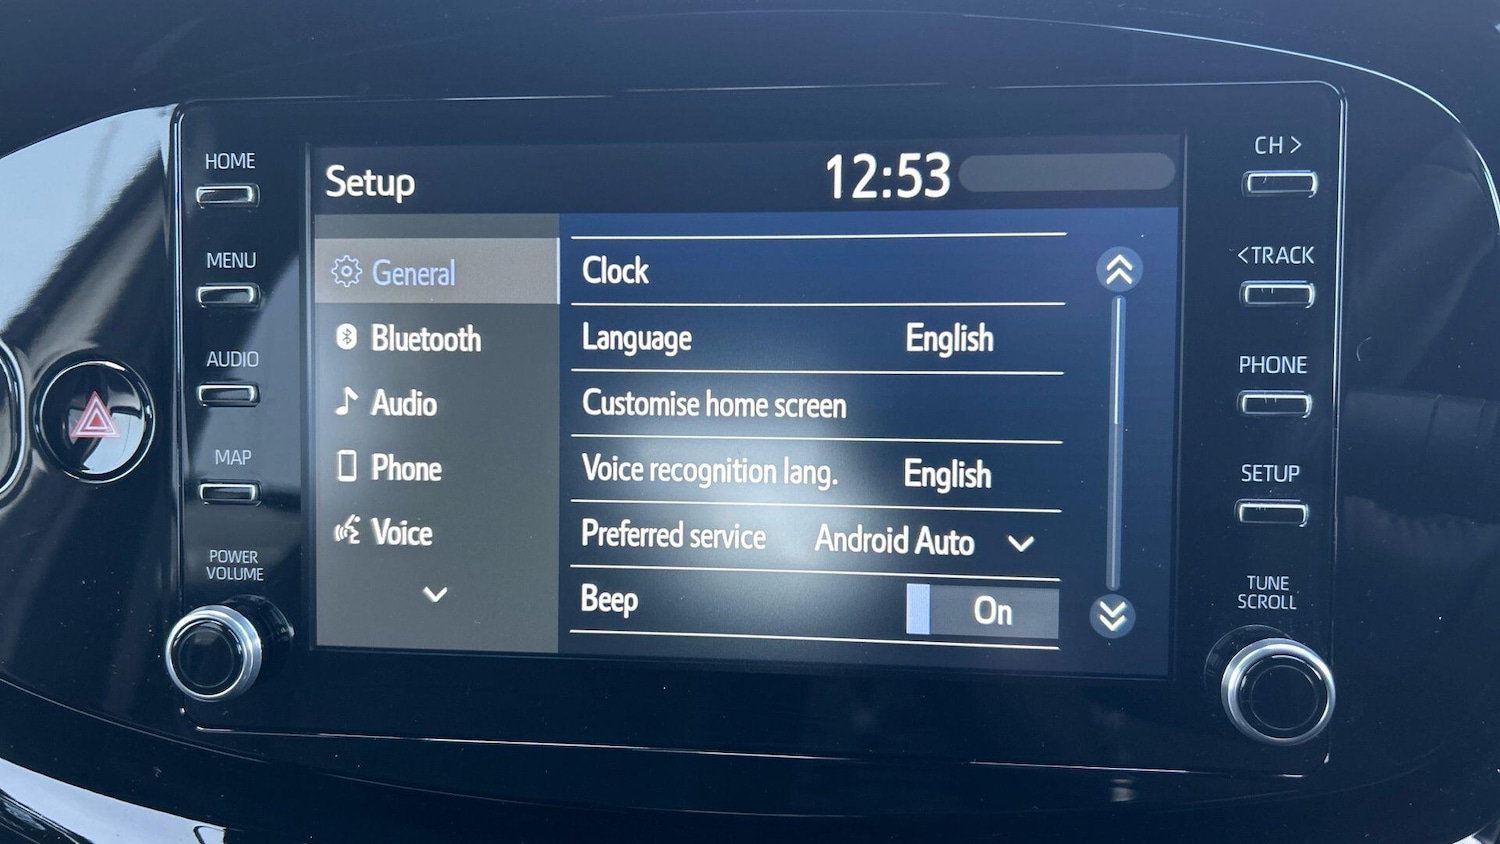 HOME
MENU
AUDIO
MAP
POWER
VOLUME
Setup
12:53
General
Bluetooth
Audio
Phone
Voice
Clock
Language English
Customise home screen
Voice recognition lang. English
Preferred service Android Auto
Beep On
CH >
<TRACK
PHONE
SETUP
TUNE
SCROLL